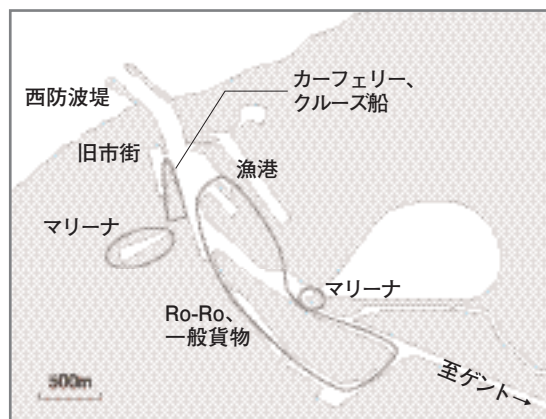 カーフェリー、
クルーズ船
西防波堤
旧市街
漁港
マリーナ
マリーナ
Ro-Ro、
一般貨物
500m
至ゲント→